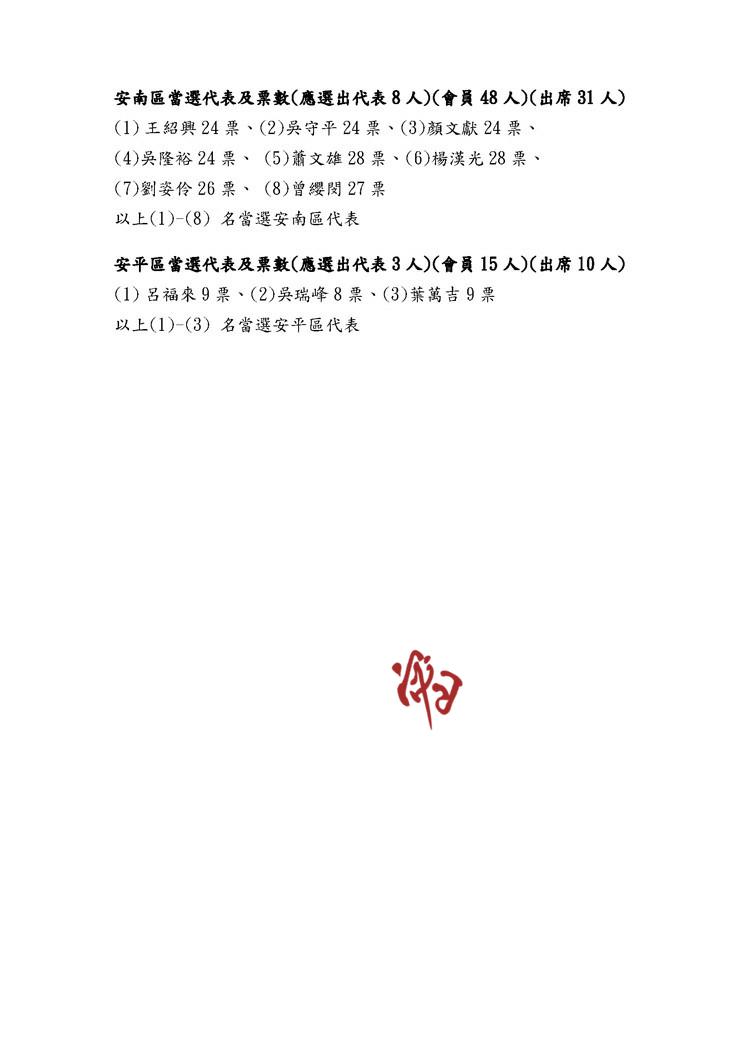 安南區當選代表及票數(應選出代表 8 人)(會員 48 人)(出席 31 人)
(1) 王紹興 24 票、(2)吳守平 24 票、(3)顏文獻 24 票、
(4)吳隆裕 24 票、 (5)蕭文雄 28 票、(6)楊漢光 28 票、
(7)劉姿伶 26 票、 (8)曾纓閔 27 票
以上(1)-(8) 名當選安南區代表
安平區當選代表及票數(應選出代表 3 人)(會員 15 人)(出席 10 人)
(1) 呂福來 9 票、(2)吳瑞峰 8 票、(3)葉萬吉 9 票
以上(1)-(3) 名當選安平區代表